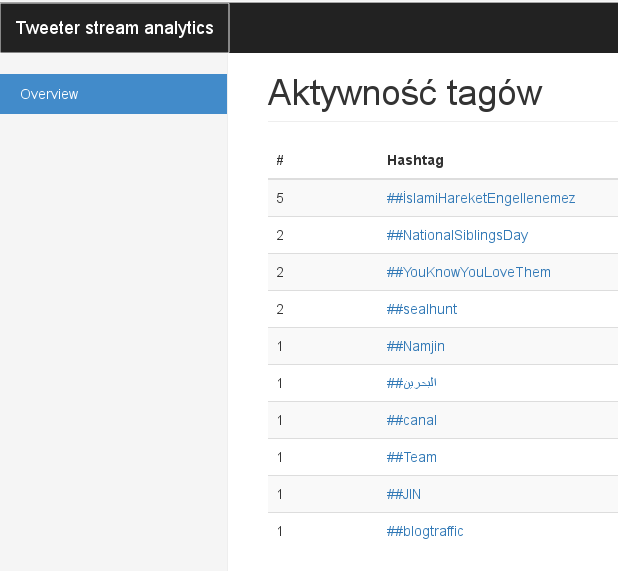 Tweeter stream analytics
Overview
Aktywność tagów
# Hashtag
5 ##İslamiHareketEngellenemez
2 ##NationalSiblingsDay
2 ##YouKnowYouLoveThem
2 ##sealhunt
1 ##Namjin
1 ##البحرين
1 ##canal
1 ##Team
1 ##JIN
1 ##blogtraffic